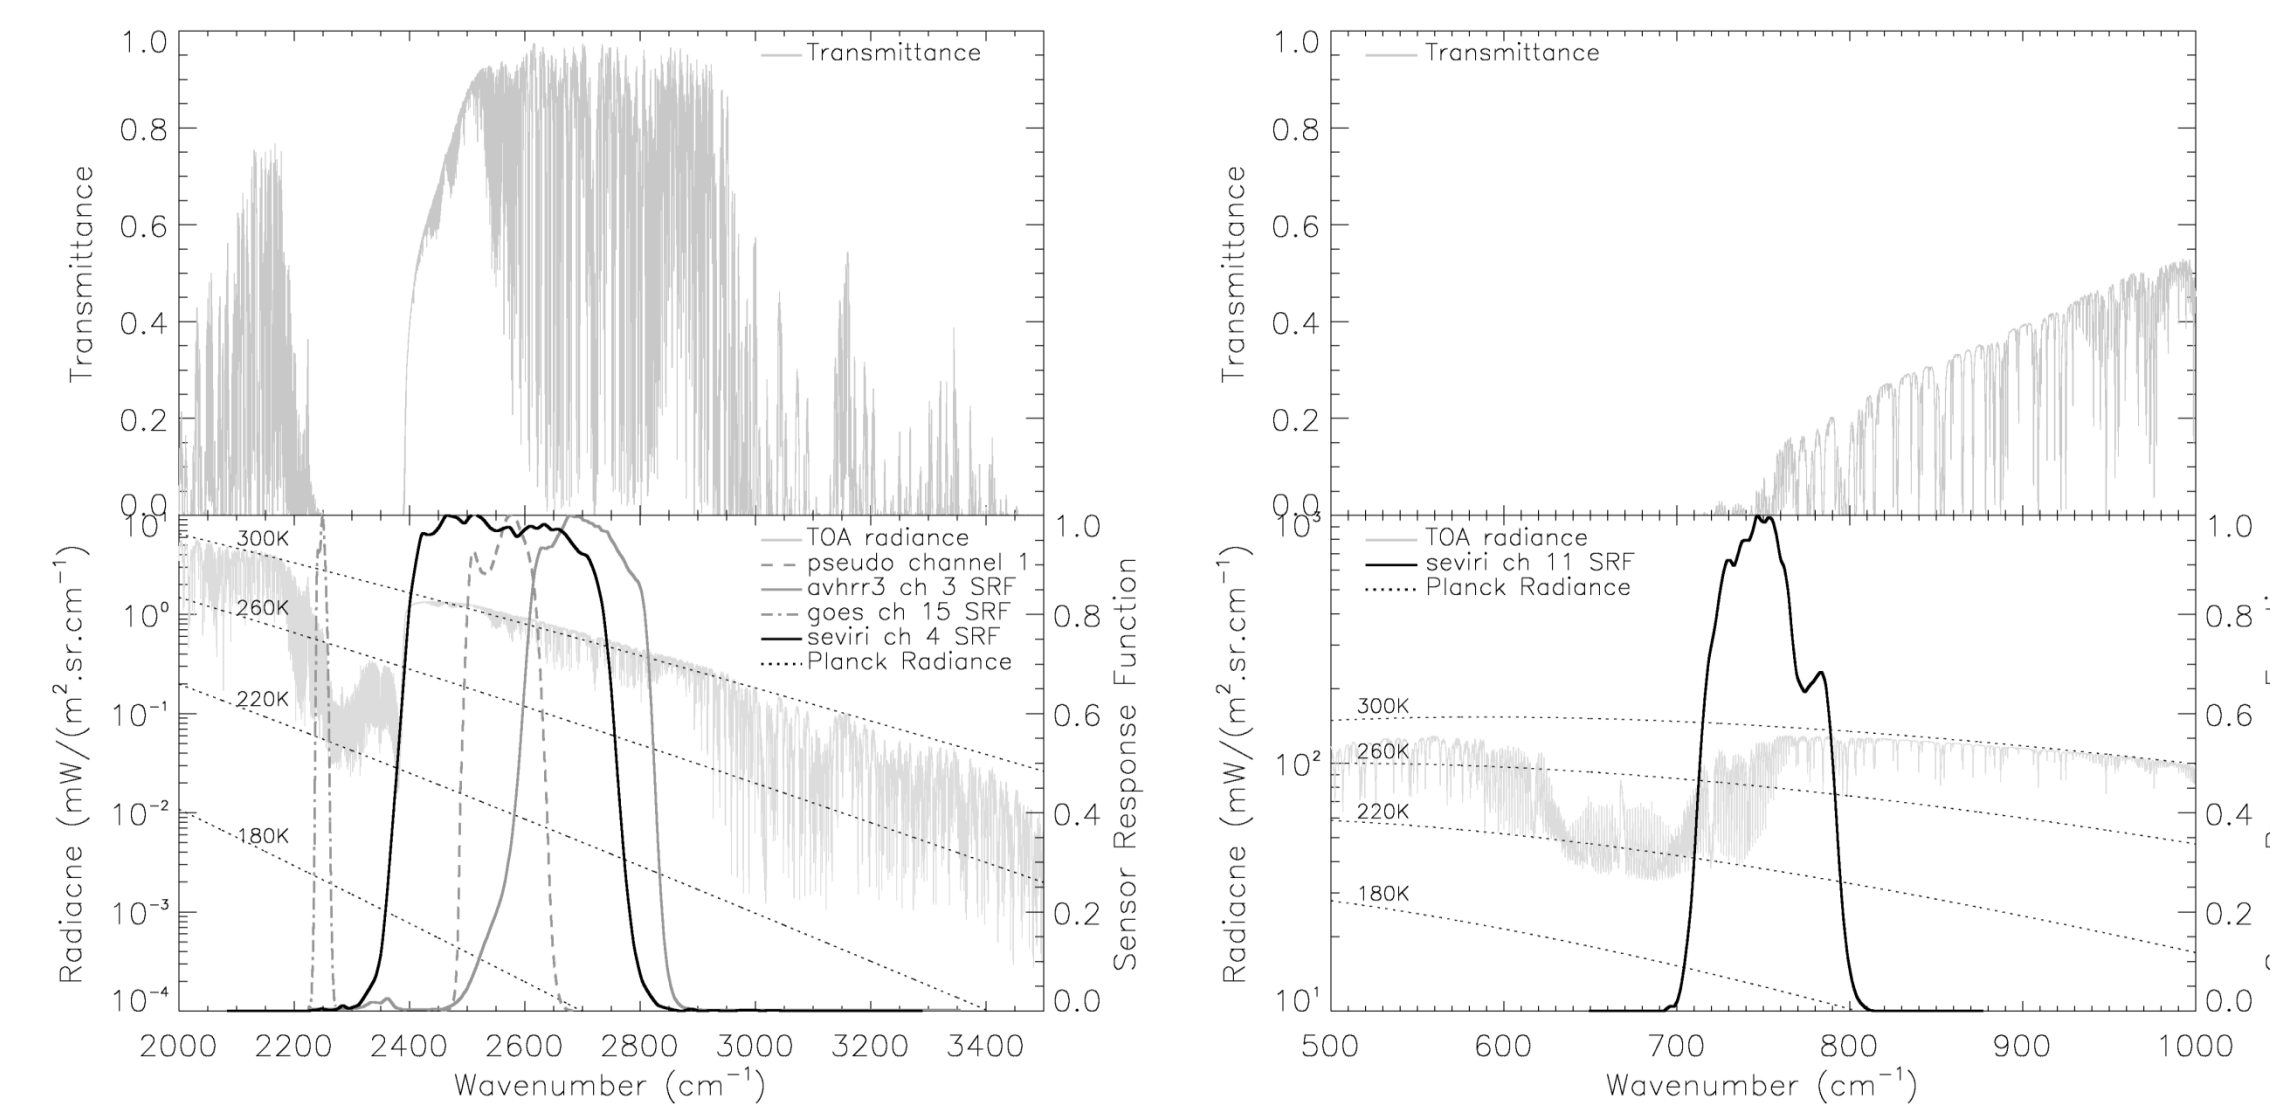 Transmittance
1.0
0.8
0.6
0.4
0.2
0.0
Transmittance
TOA radiance
pseudo channel 1
avhrr3 ch 3 SRF
goes ch 15 SRF
seviri ch 4 SRF
Planck Radiance
300K
260K
220K
180K
10¹
10⁰
10⁻¹
10⁻²
10⁻³
10⁻⁴
Radiacne (mW/(m².sr.cm⁻¹)
1.0
0.8
0.6
0.4
0.2
0.0
Sensor Response Function
2000 2200 2400 2600 2800 3000 3200 3400
Wavenumber (cm⁻¹)
Transmittance
1.0
0.8
0.6
0.4
0.2
0.0
Transmittance
TOA radiance
seviri ch 11 SRF
Planck Radiance
300K
260K
220K
180K
10³
10²
10¹
Radiacne (mW/(m².sr.cm⁻¹)
1.0
0.8
0.6
0.4
0.2
0.0
500 600 700 800 900 1000
Wavenumber (cm⁻¹)